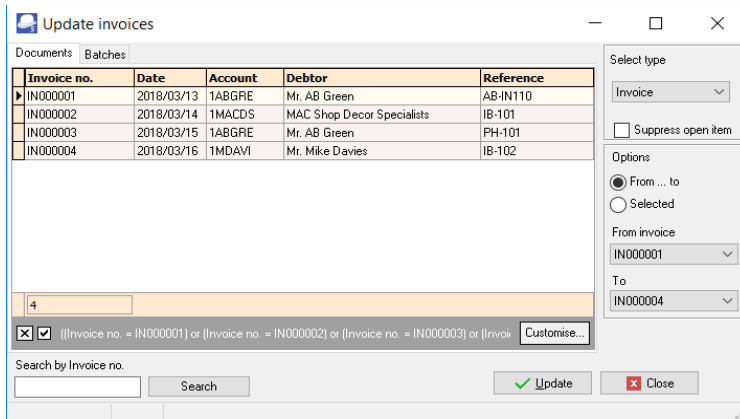 Update invoices
Documents Batches
Invoice no. Date Account Debtor Reference
IN000001 2018/03/13 1ABGRE Mr. AB Green AB-IN110
IN000002 2018/03/14 1MACDS MAC Shop Decor Specialists IB-101
IN000003 2018/03/15 1ABGRE Mr. AB Green PH-101
IN000004 2018/03/16 1MDAVI Mr. Mike Davies IB-102
4
((Invoice no. = IN000001) or (Invoice no. = IN000002) or (Invoice no. = IN000003) or (Invoi
Customise...
Search by Invoice no.
Search
Update
Close
Select type
Invoice
Suppress open item
Options
From ... to
Selected
From invoice
IN000001
To
IN000004